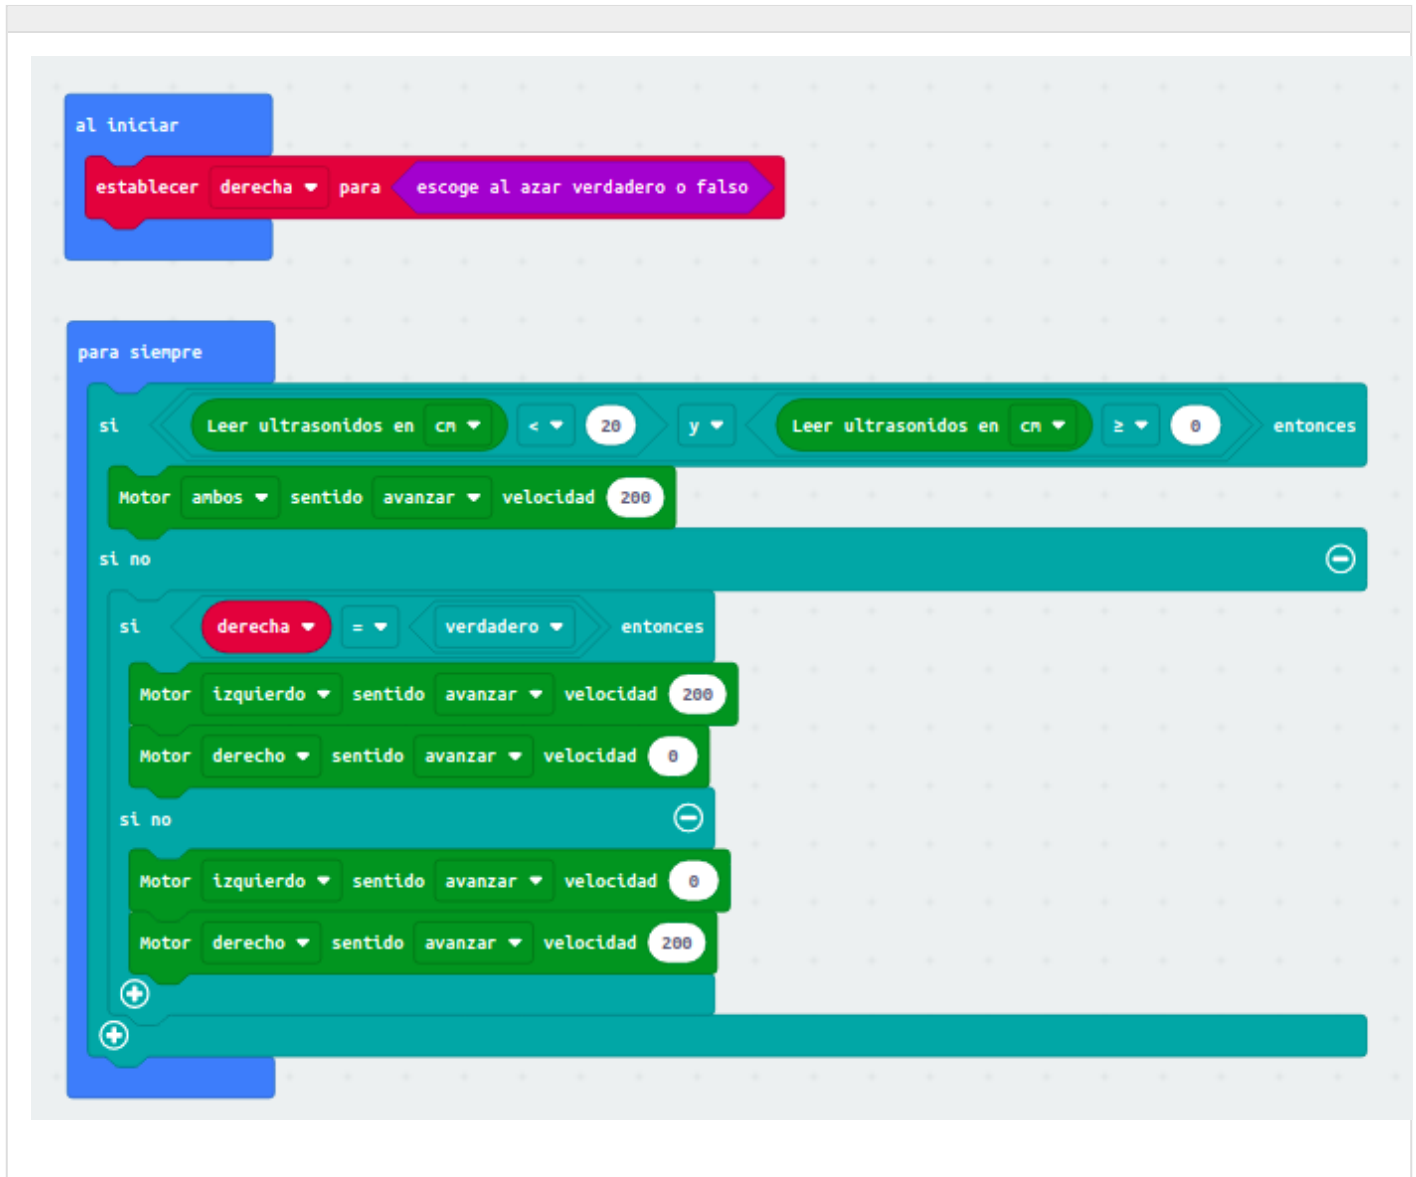 al iniciar
establecer derecha para escoge al azar verdadero o falso
para siempre
si Leer ultrasonidos en cm < 20 y Leer ultrasonidos en cm ≥ 0 entonces
Motor ambos sentido avanzar velocidad 200
si no
si derecha = verdadero entonces
Motor izquierdo sentido avanzar velocidad 200
Motor derecho sentido avanzar velocidad 0
si no
Motor izquierdo sentido avanzar velocidad 0
Motor derecho sentido avanzar velocidad 200